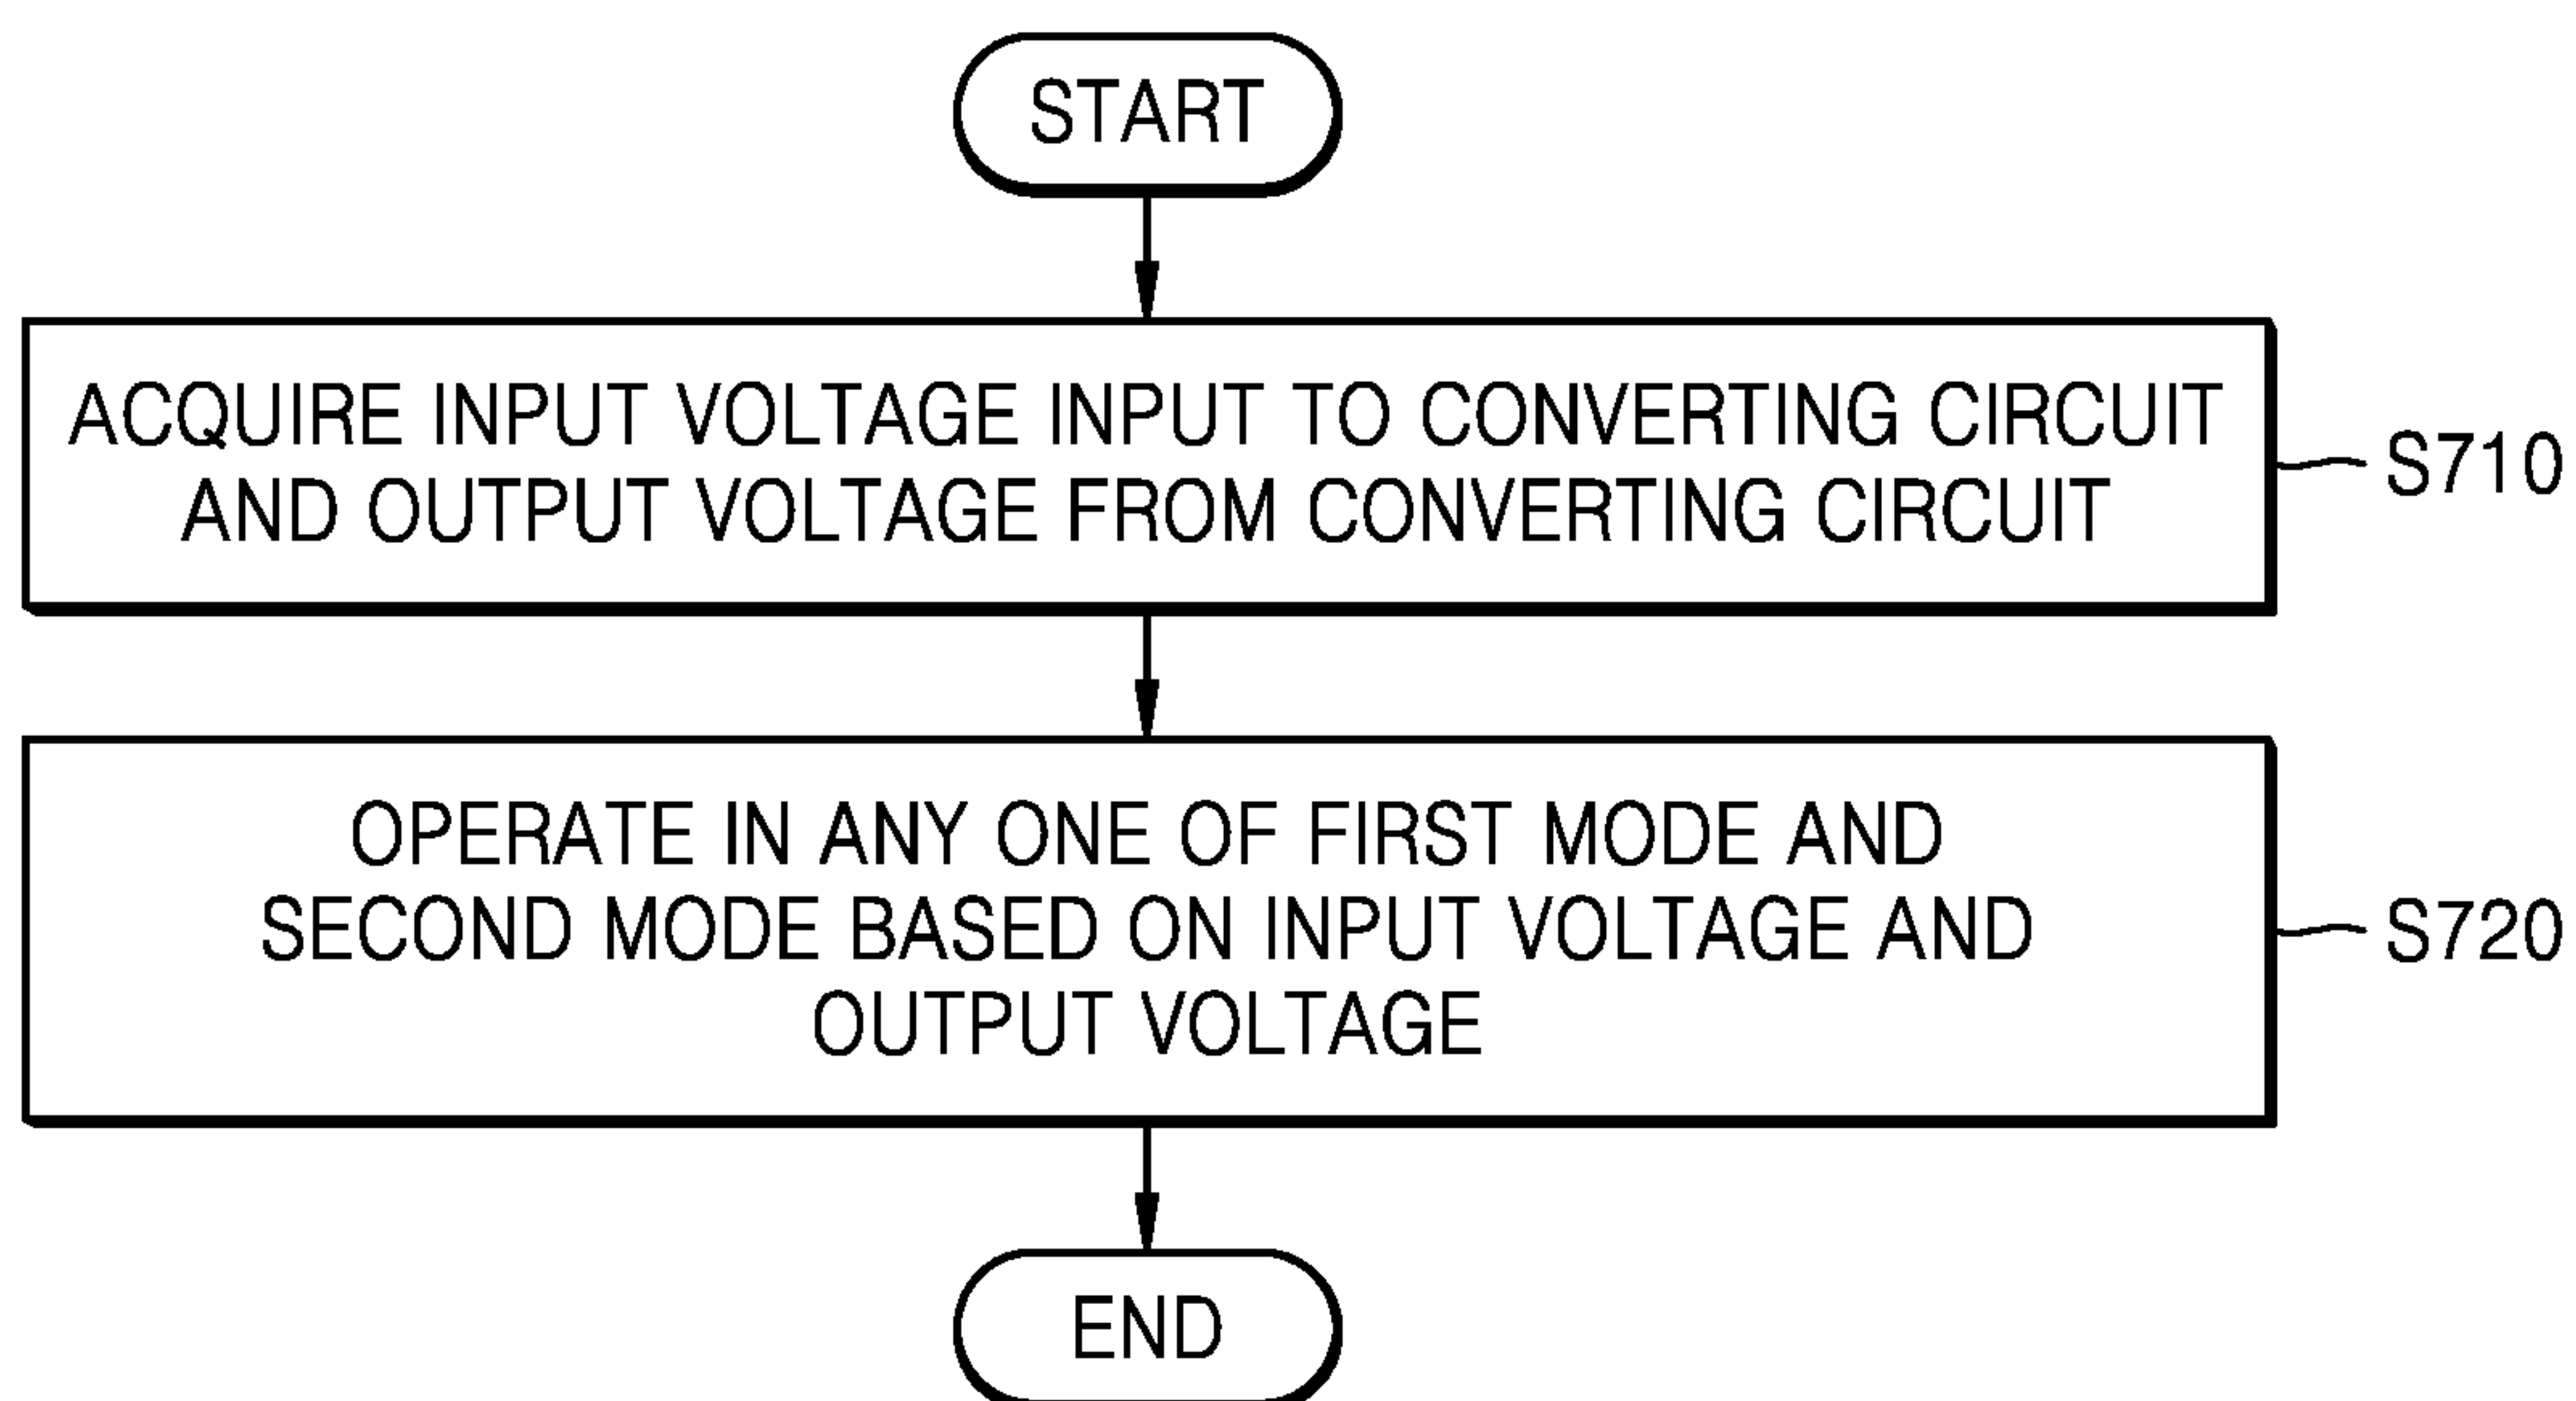 START
ACQUIRE INPUT VOLTAGE INPUT TO CONVERTING CIRCUIT
AND OUTPUT VOLTAGE FROM CONVERTING CIRCUIT
S710
OPERATE IN ANY ONE OF FIRST MODE AND
SECOND MODE BASED ON INPUT VOLTAGE AND
OUTPUT VOLTAGE
S720
END